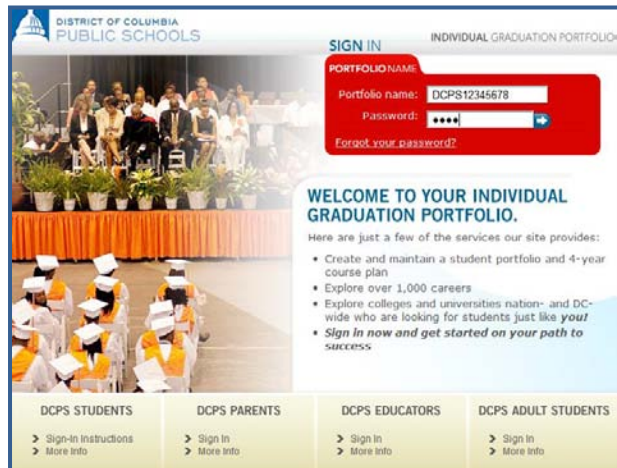 DISTRICT OF COLUMBIA
PUBLIC SCHOOLS
SIGN IN
INDIVIDUAL GRADUATION PORTFOLIO
PORTFOLIO NAME
Portfolio name: DCPS12345678
Password: ••••
Forgot your password?
WELCOME TO YOUR INDIVIDUAL
GRADUATION PORTFOLIO.
Here are just a few of the services our site provides:
• Create and maintain a student portfolio and 4-year
course plan
• Explore over 1,000 careers
• Explore colleges and universities nation- and DC-
wide who are looking for students just like you!
• Sign in now and get started on your path to
success
DCPS STUDENTS
> Sign-In Instructions
> More Info
DCPS PARENTS
> Sign In
> More Info
DCPS EDUCATORS
> Sign In
> More Info
DCPS ADULT STUDENTS
> Sign In
> More Info